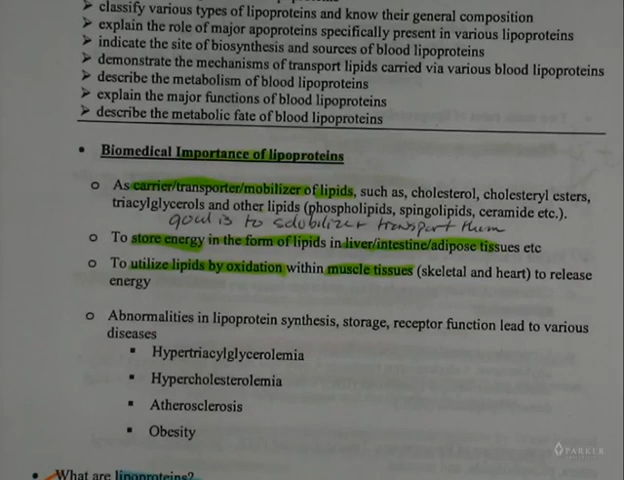 ➢ classify various types of lipoproteins and know their general composition
➢ explain the role of major apoproteins specifically present in various lipoproteins
➢ indicate the site of biosynthesis and sources of blood lipoproteins
➢ demonstrate the mechanisms of transport lipids carried via various blood lipoproteins
➢ describe the metabolism of blood lipoproteins
➢ explain the major functions of blood lipoproteins
➢ describe the metabolic fate of blood lipoproteins
• Biomedical Importance of lipoproteins
o As carrier/transporter/mobilizer of lipids, such as, cholesterol, cholesteryl esters,
triacylglycerols and other lipids (phospholipids, spingolipids, ceramide etc.).
goal is to solubilizer transport them
o To store energy in the form of lipids in liver/intestine/adipose tissues etc
o To utilize lipids by oxidation within muscle tissues (skeletal and heart) to release
energy
o Abnormalities in lipoprotein synthesis, storage, receptor function lead to various
diseases
▪ Hypertriacylglycerolemia
▪ Hypercholesterolemia
▪ Atherosclerosis
▪ Obesity
PARKER
• What are lipoproteins?